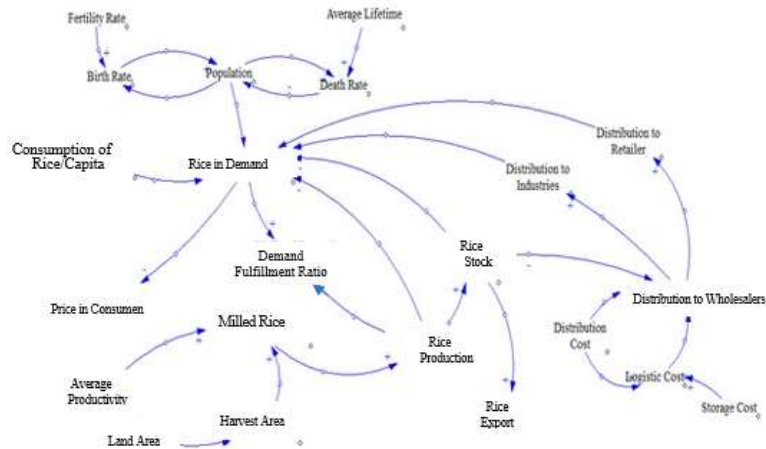 Fertility Rate
Average Lifetime
Birth Rate
Population
Death Rate
Consumption of
Rice/Capita
Rice in Demand
Distribution to
Retailer
Distribution to
Industries
Demand
Fulfillment Ratio
Rice
Stock
Price in Consumen
Milled Rice
Distribution to Wholesalers
Rice
Production
Distribution
Cost
Average
Productivity
Logistic Cost
Harvest Area
Rice
Export
Storage Cost
Land Area